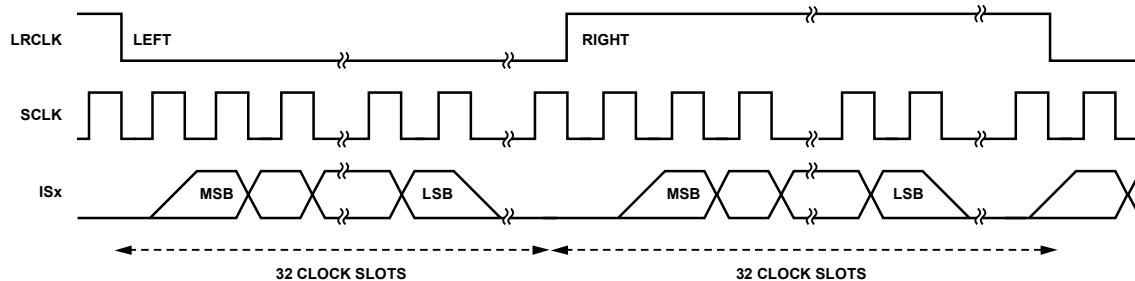 LRCLK
LEFT
RIGHT
SCLK
ISx
MSB
LSB
MSB
LSB
32 CLOCK SLOTS
32 CLOCK SLOTS